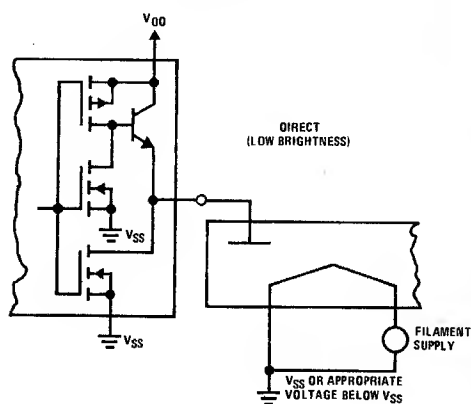 VDD
DIRECT
(LOW BRIGHTNESS)
VSS
VSS
FILAMENT
SUPPLY
VSS OR APPROPRIATE
VOLTAGE BELOW VSS